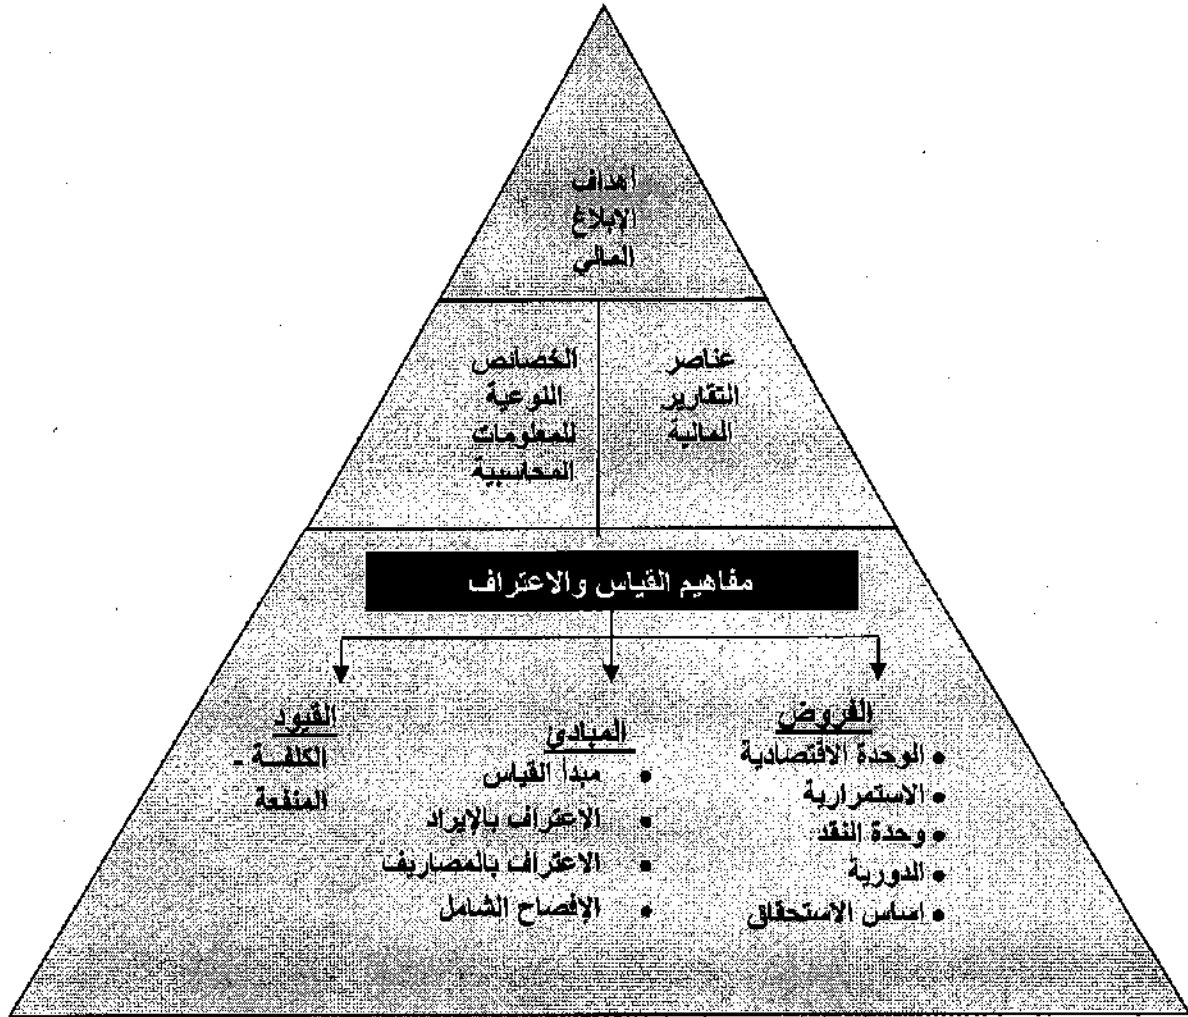 أهداف
الإبلاغ
المالي
عناصر
التقارير
المالية
الخصائص
النوعية
للمعلومات
المحاسبية
مفاهيم القياس والاعتراف
الفروض
• الوحدة الاقتصادية
• الاستمرارية
• وحدة النقد
• الدورية
• اساس الاستحقاق
المبادئ
• مبدأ القياس
• الاعتراف بالإيراد
• الاعتراف بالمصاريف
• الإفصاح الشامل
القيود
الكلفة -
المنفعة